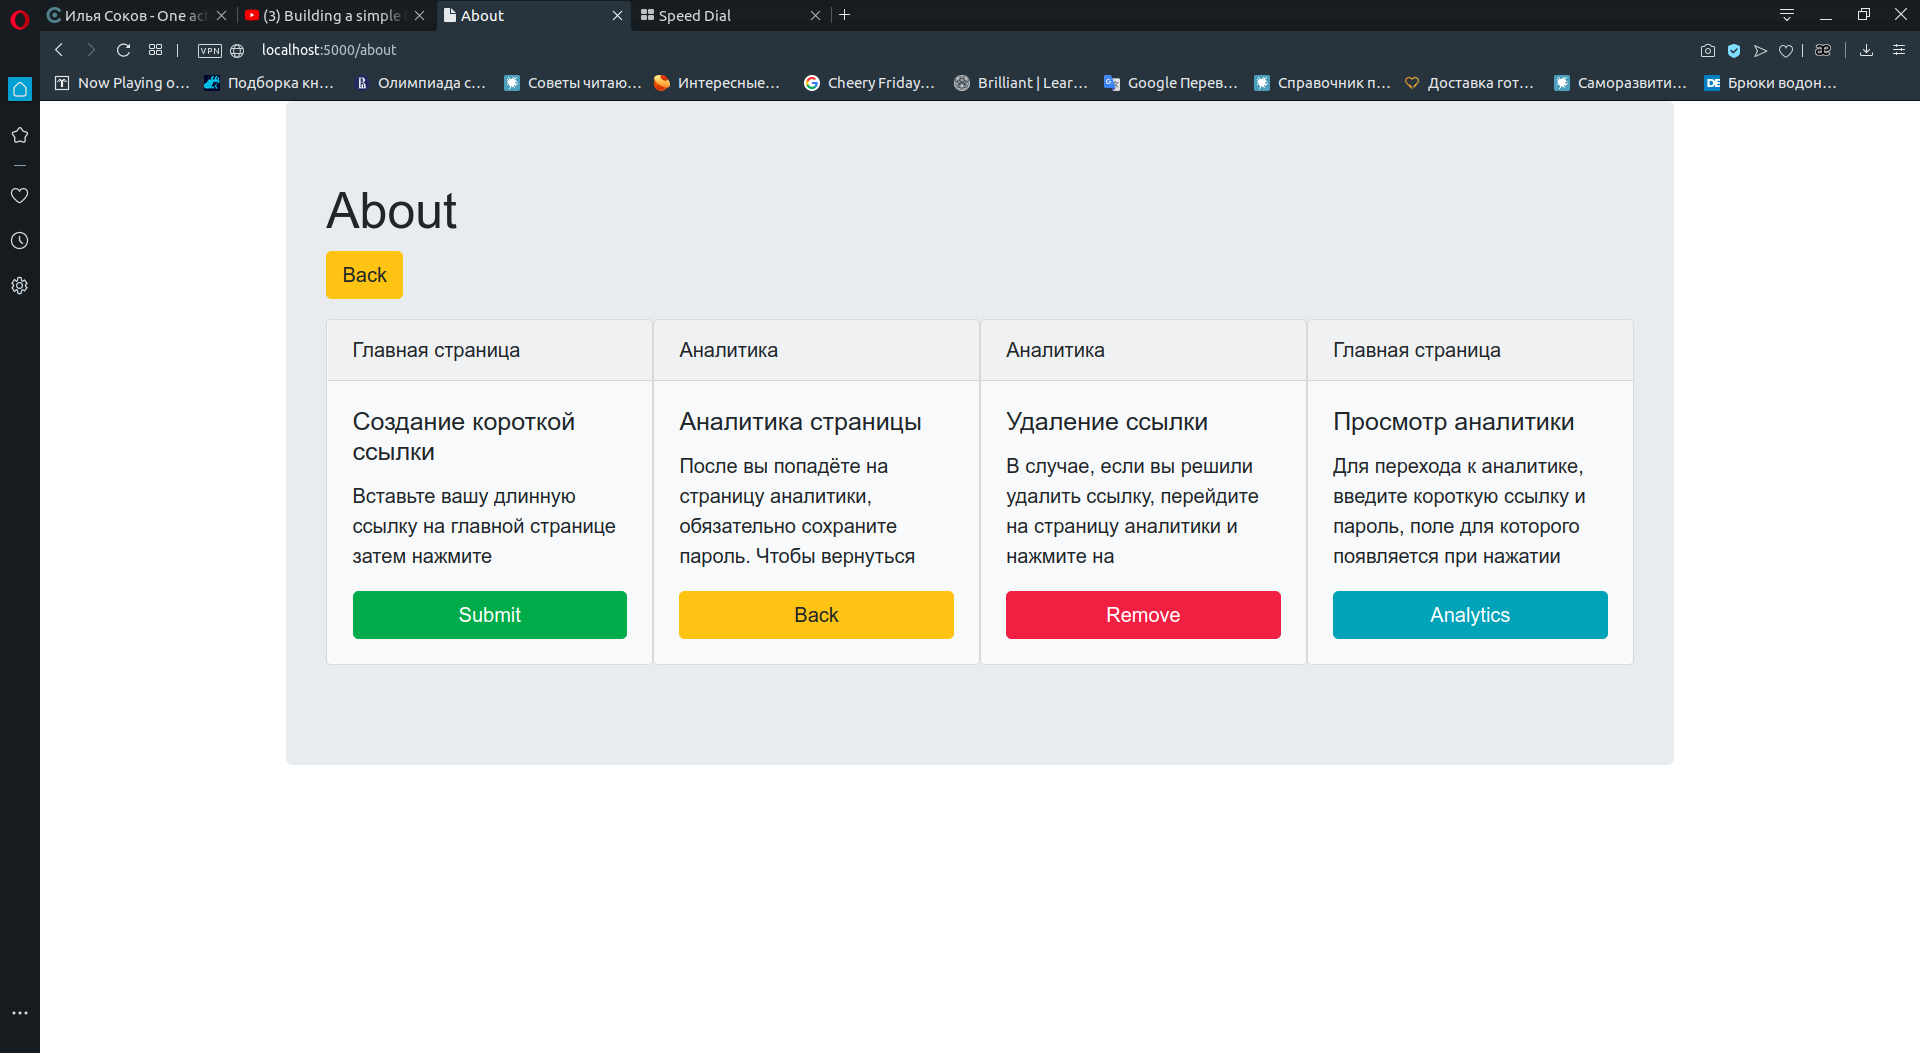 Илья Соков - One act
(3) Building a simple
About
Speed Dial
VPN
localhost:5000/about
Now Playing o...
Подборка кн...
Олимпиада с...
Советы читаю...
Интересные...
Cheery Friday...
Brilliant | Lear...
Google Перев...
Справочник п...
Доставка гот...
Саморазвити...
DE Брюки водон...
About
Back
Главная страница
Создание короткой
ссылки
Вставьте вашу длинную
ссылку на главной странице
затем нажмите
Submit
Аналитика
Аналитика страницы
После вы попадёте на
страницу аналитики,
обязательно сохраните
пароль. Чтобы вернуться
Back
Аналитика
Удаление ссылки
В случае, если вы решили
удалить ссылку, перейдите
на страницу аналитики и
нажмите на
Remove
Главная страница
Просмотр аналитики
Для перехода к аналитике,
введите короткую ссылку и
пароль, поле для которого
появляется при нажатии
Analytics